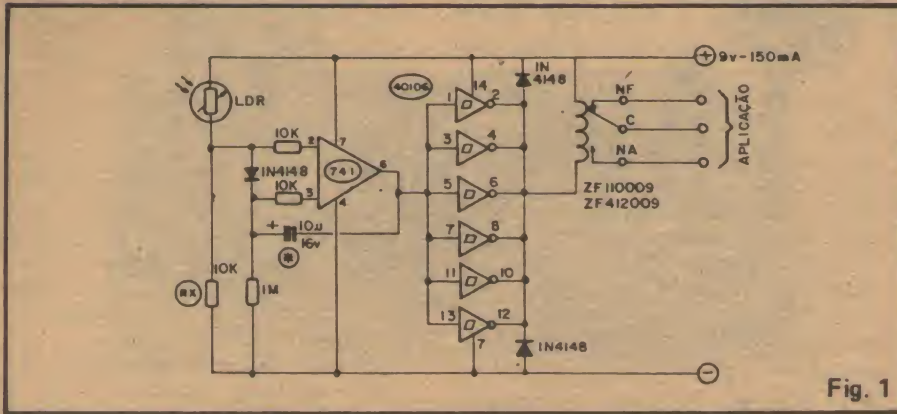 LDR
10K
2
7
741
6
1N4148
10K
3
4
+
10µ
16v
*
10K
RX
1M
40106
14
1
2
3
4
5
6
7
8
11
10
13
12
7
1N
4148
1N4148
+ 9v-150mA
NF
C
NA
APLICAÇÃO
ZF110009
ZF412009
−
Fig. 1